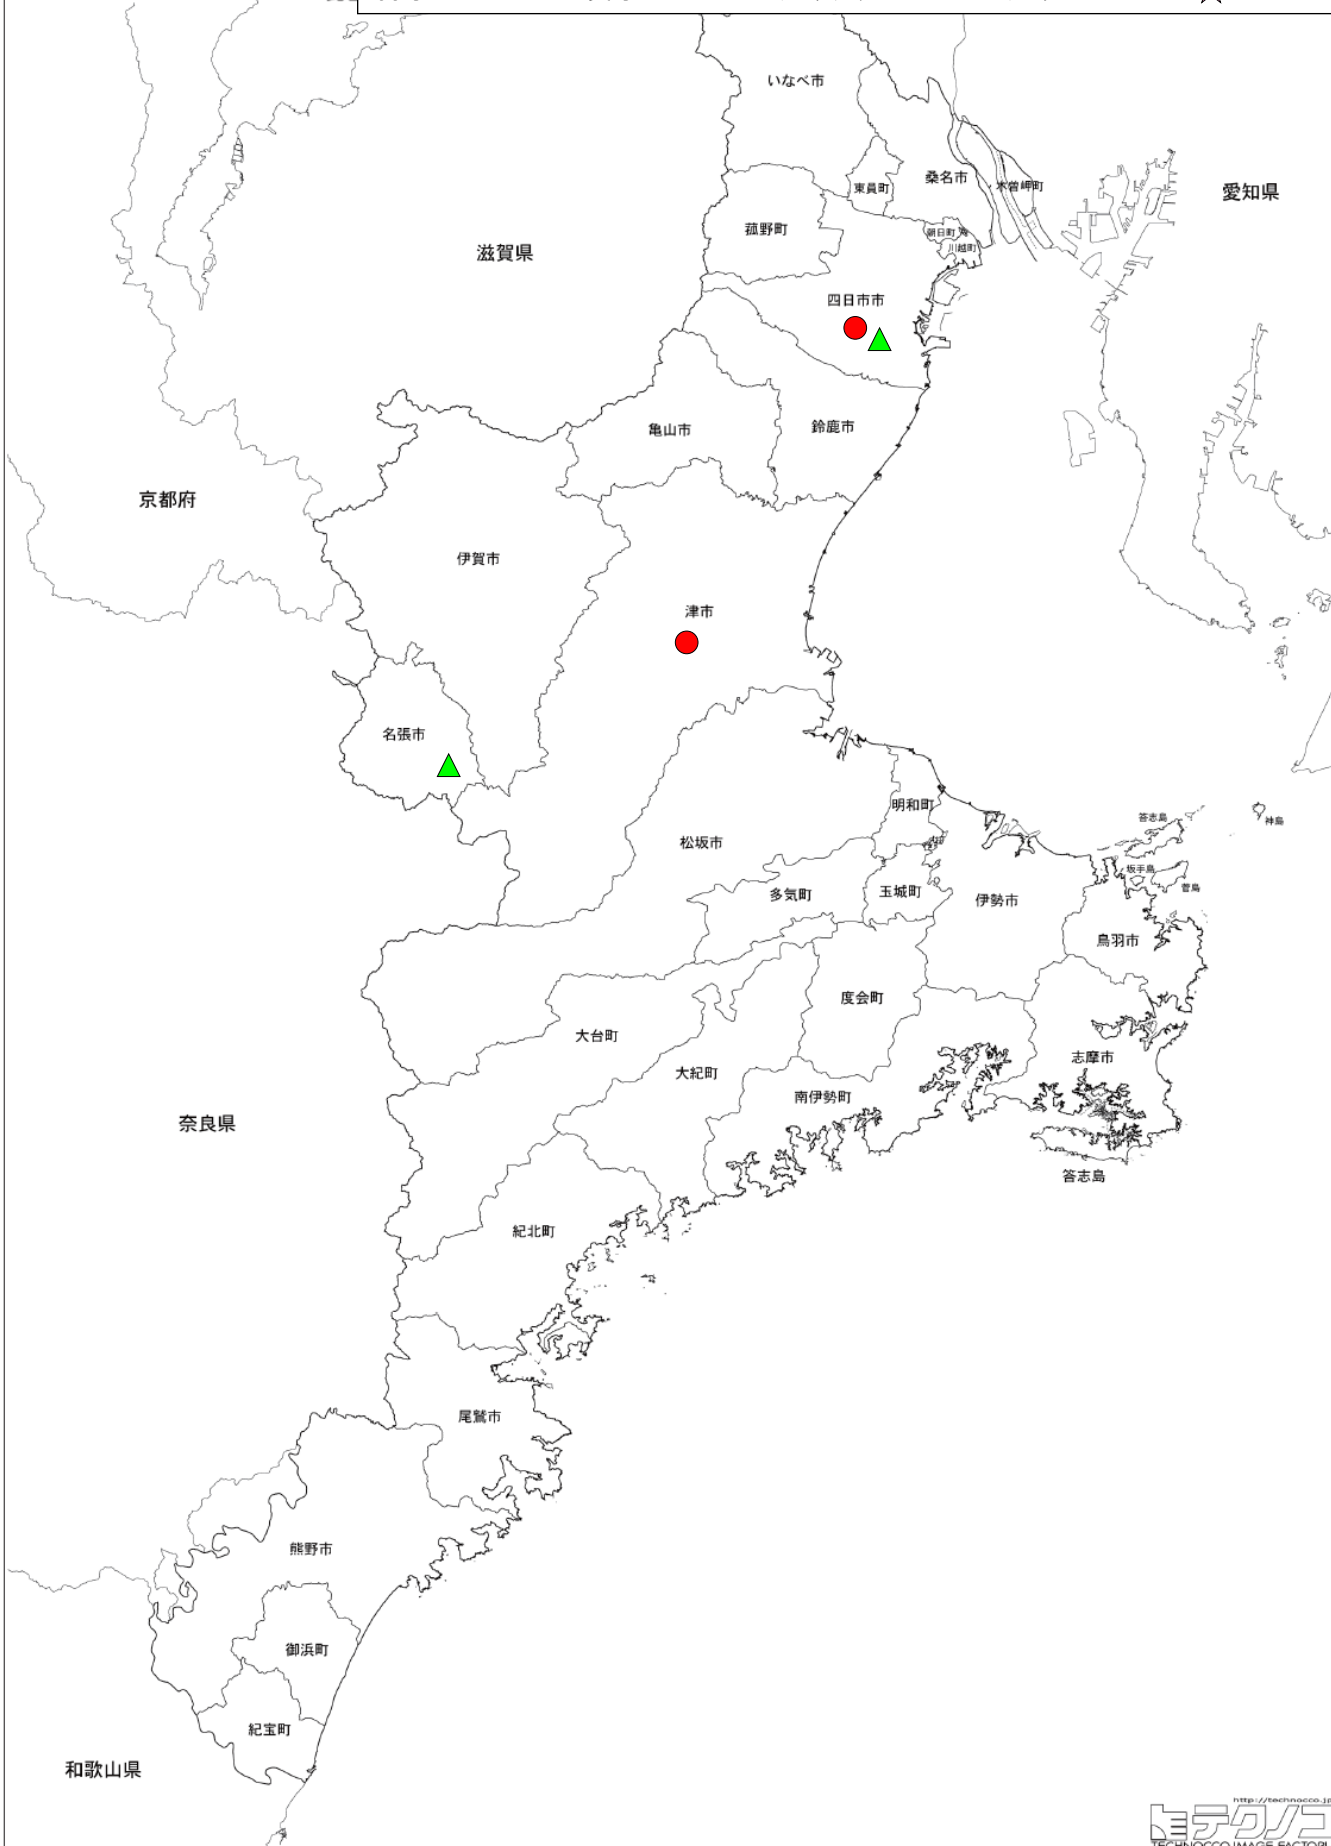 いなべ市
東員町
桑名市
木曽岬町
愛知県
菰野町
朝日町
川越町
滋賀県
四日市市
亀山市
鈴鹿市
京都府
伊賀市
津市
名張市
明和町
答志島
神島
松坂市
坂手島
菅島
多気町
玉城町
伊勢市
鳥羽市
度会町
大台町
志摩市
大紀町
南伊勢町
奈良県
答志島
紀北町
尾鷲市
熊野市
御浜町
紀宝町
和歌山県
http://technocco.jp
テクノコ
TECHNOCCO IMAGE FACTORY